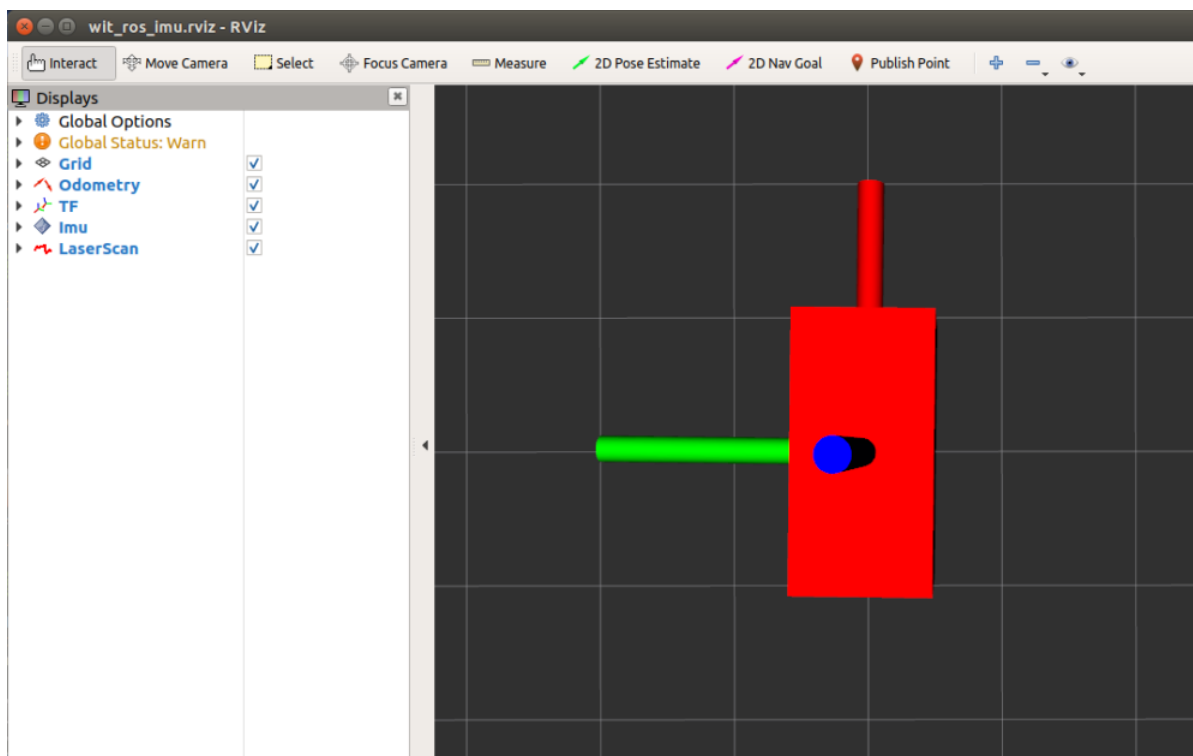 wit_ros_imu.rviz - RViz
Interact Move Camera Select Focus Camera Measure 2D Pose Estimate 2D Nav Goal Publish Point
Displays
Global Options
Global Status: Warn
Grid
Odometry
TF
Imu
LaserScan